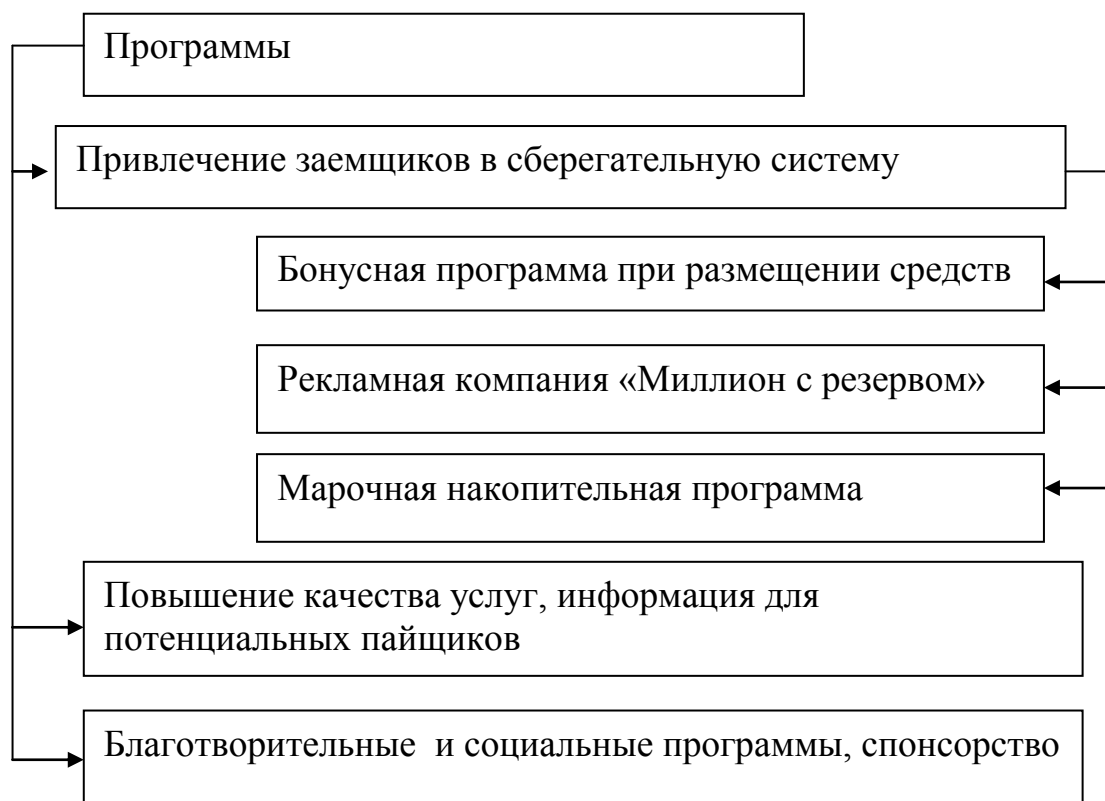 Программы
Привлечение заемщиков в сберегательную систему
Бонусная программа при размещении средств
Рекламная компания «Миллион с резервом»
Марочная накопительная программа
Повышение качества услуг, информация для
потенциальных пайщиков
Благотворительные и социальные программы, спонсорство